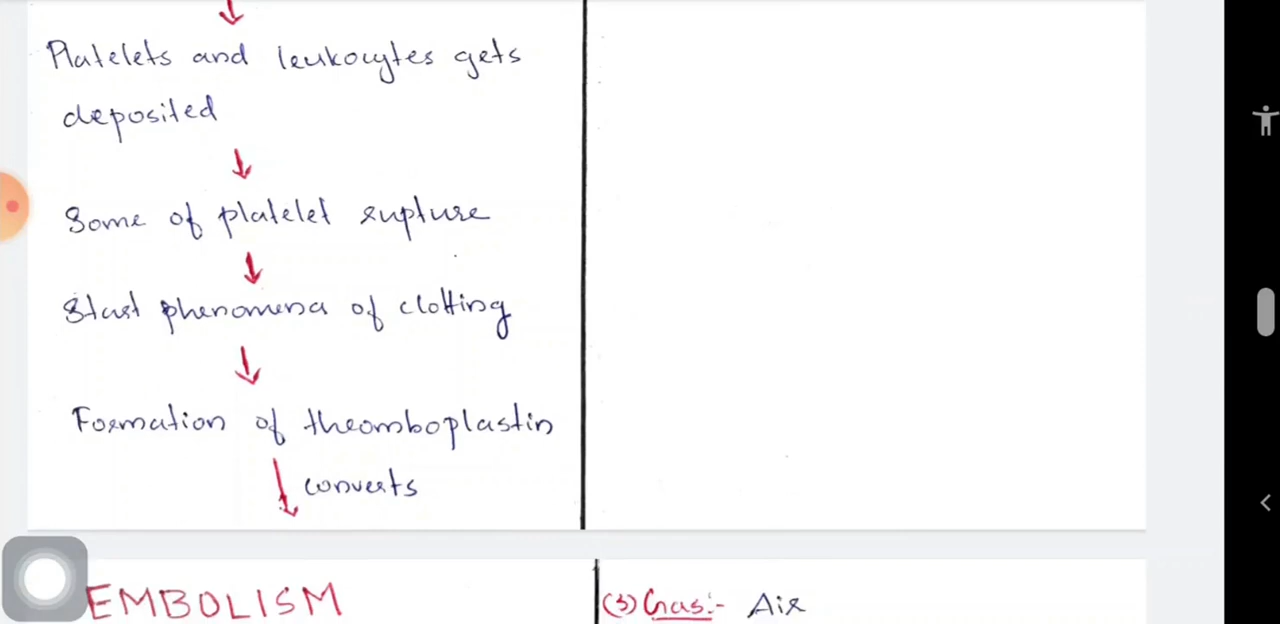 Platelets and leukocytes gets
deposited
Some of platelet rupture
Start phenomena of clotting
Formation of thromboplastin
converts
EMBOLISM
(3) Gas:- Air